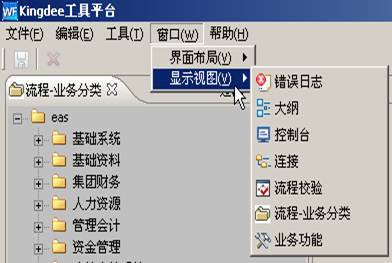 WF Kingdee工具平台
文件(F) 编辑(E) 工具(T) 窗口(W) 帮助(H)
界面布局(V)
显示视图(V)
流程-业务分类
错误日志
大纲
控制台
连接
流程校验
流程-业务分类
业务功能
eas
基础系统
基础资料
集团财务
人力资源
管理会计
资金管理